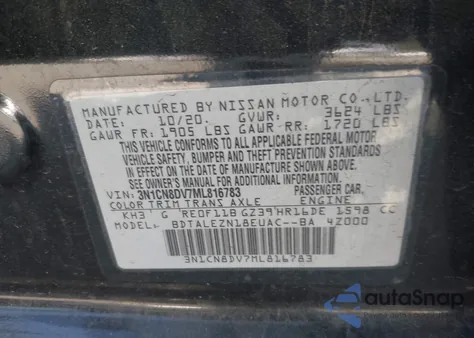 MANUFACTURED BY NISSAN MOTOR CO., LTD.
DATE: 10/20. GVWR: 3624 LBS
GAWR FR: 1905 LBS GAWR RR: 1720 LBS
THIS VEHICLE CONFORMS TO ALL APPLICABLE FEDERAL MOTOR
VEHICLE SAFETY, BUMPER AND THEFT PREVENTION STANDARDS
IN EFFECT ON THE DATE OF MANUFACTURE SHOWN ABOVE.
SEE OWNER'S MANUAL FOR MORE INFORMATION.
VIN: 3N1CN8DV7ML816783 PASSENGER CAR.
COLOR TRIM TRANS AXLE ENGINE
KH3 G RE0F11B GZ39 HR16DE 1598 CC
MODEL: BDTALEZN18EUAC--BA 4Z000
3N1CN8DV7ML816783
autoSnap